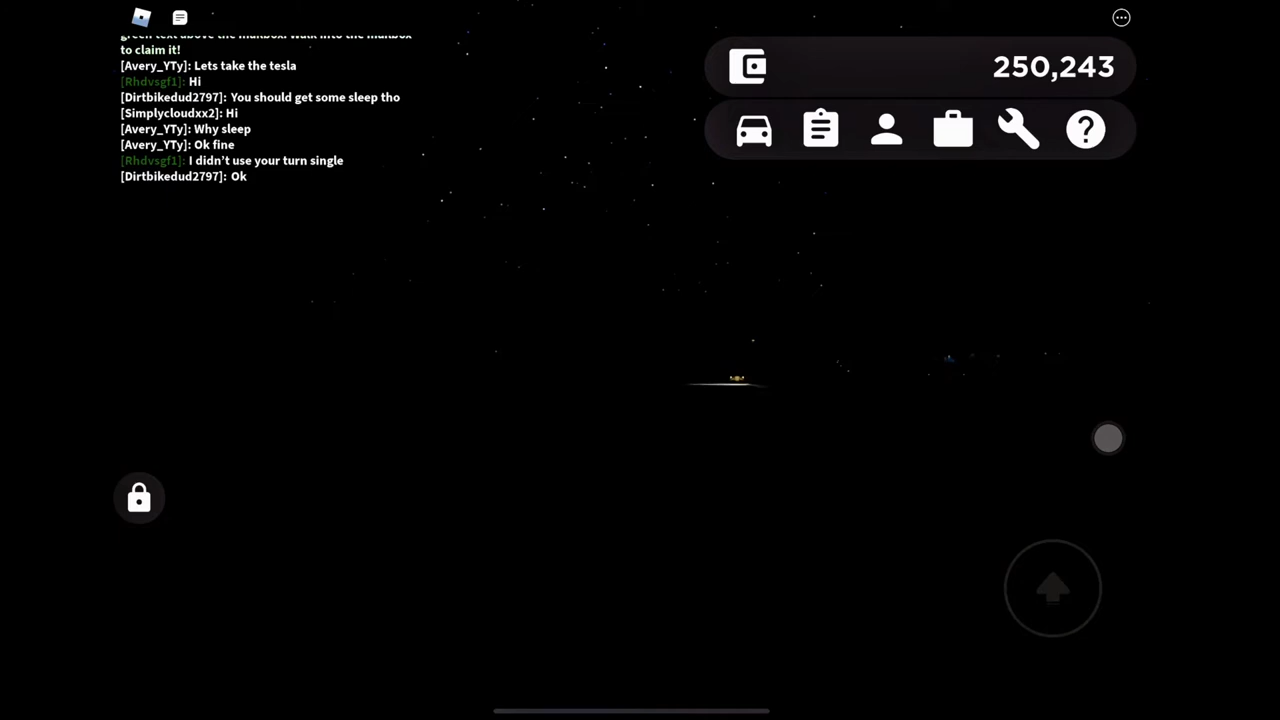 green text above the mailbox. Walk into the mailbox
to claim it!
[Avery_YTy]: Lets take the tesla
[Rhdvsgf1]: Hi
[Dirtbikedud2797]: You should get some sleep tho
[Simplycloudxx2]: Hi
[Avery_YTy]: Why sleep
[Avery_YTy]: Ok fine
[Rhdvsgf1]: I didn’t use your turn single
[Dirtbikedud2797]: Ok
250,243